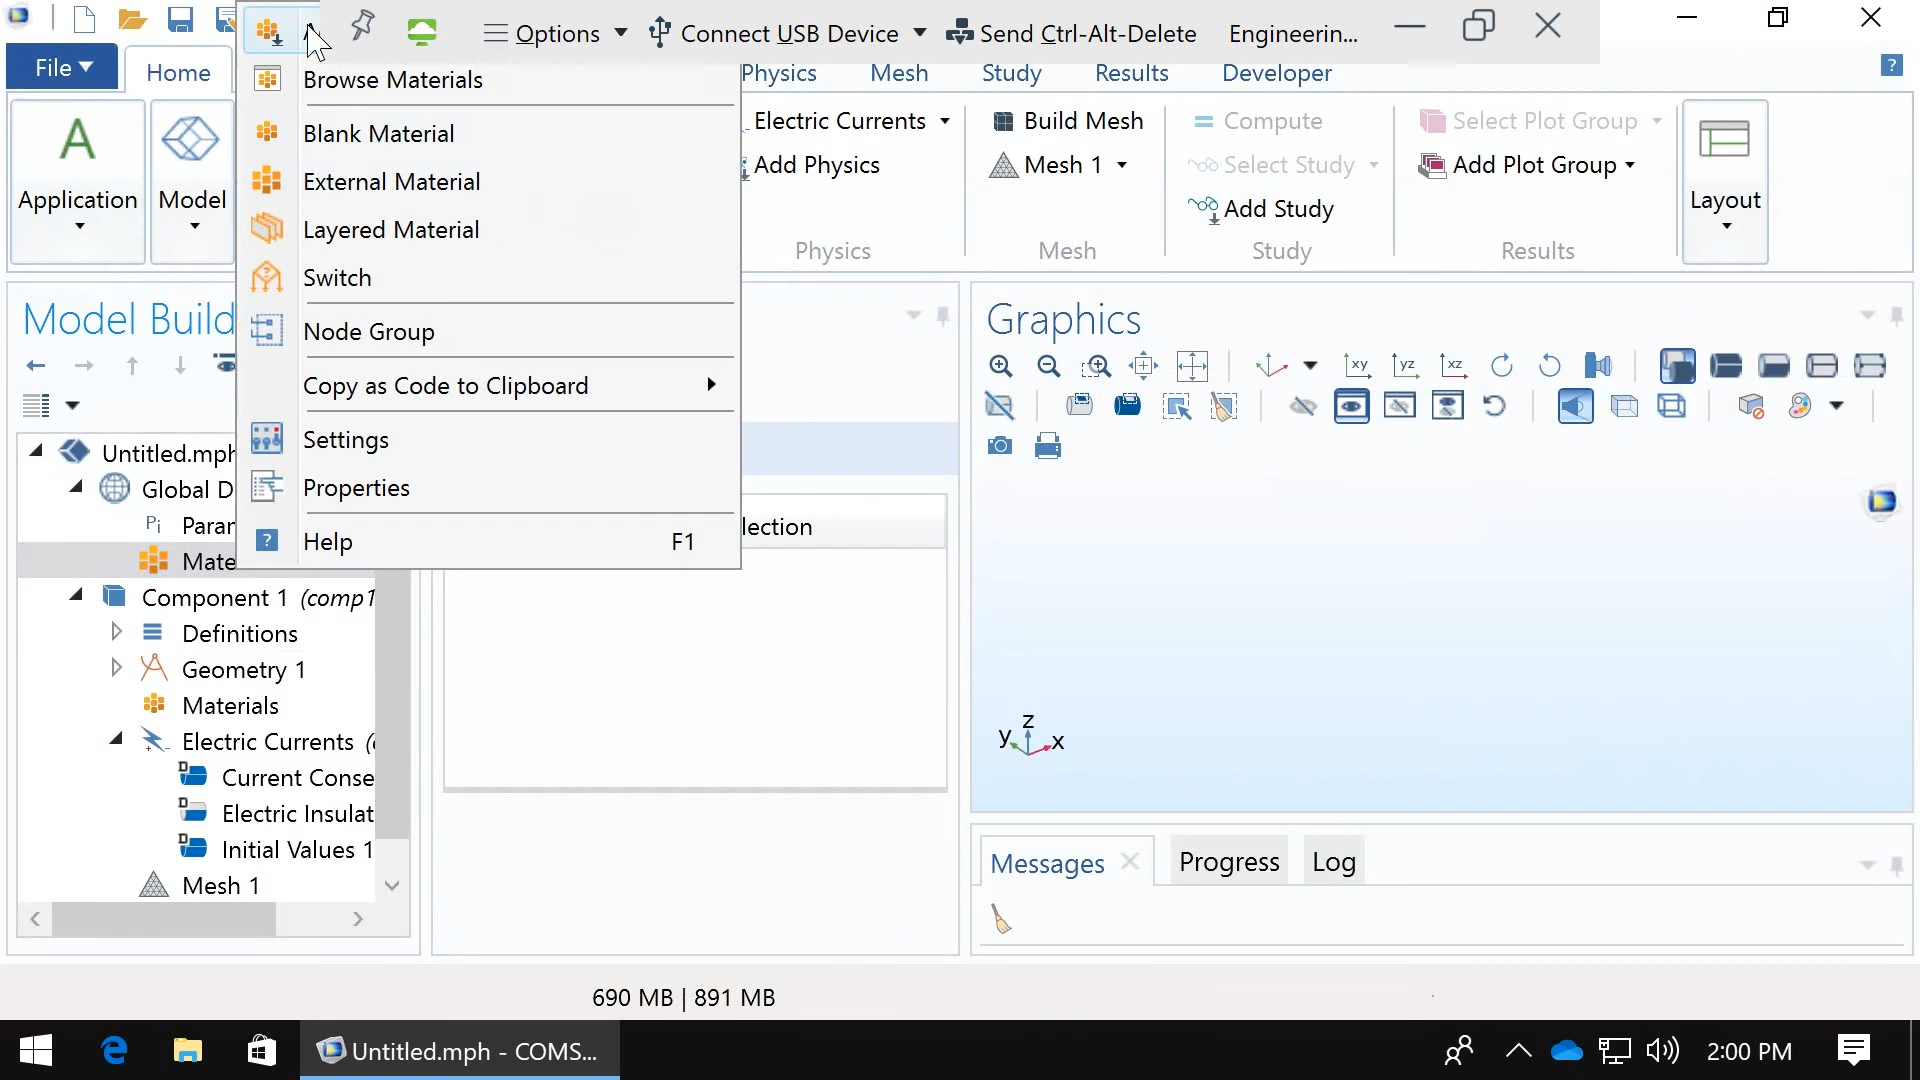 Options
Connect USB Device
Send Ctrl-Alt-Delete
Engineerin...
File
Home
Physics
Mesh
Study
Results
Developer
?
Browse Materials
Blank Material
External Material
Layered Material
Switch
Node Group
Copy as Code to Clipboard
Settings
Properties
Help F1
Application
Model
Electric Currents
Add Physics
Physics
Build Mesh
Mesh 1
Mesh
Compute
Select Study
Add Study
Study
Select Plot Group
Add Plot Group
Results
Layout
Model Build
Untitled.mph
Global D
Pi Parar
Mate
Component 1 (comp1
Definitions
Geometry 1
Materials
Electric Currents (
Current Conse
Electric Insulat
Initial Values 1
Mesh 1
lection
Graphics
xy
yz
xz
z
y
x
Messages
Progress
Log
690 MB | 891 MB
Untitled.mph - COMS...
2:00 PM